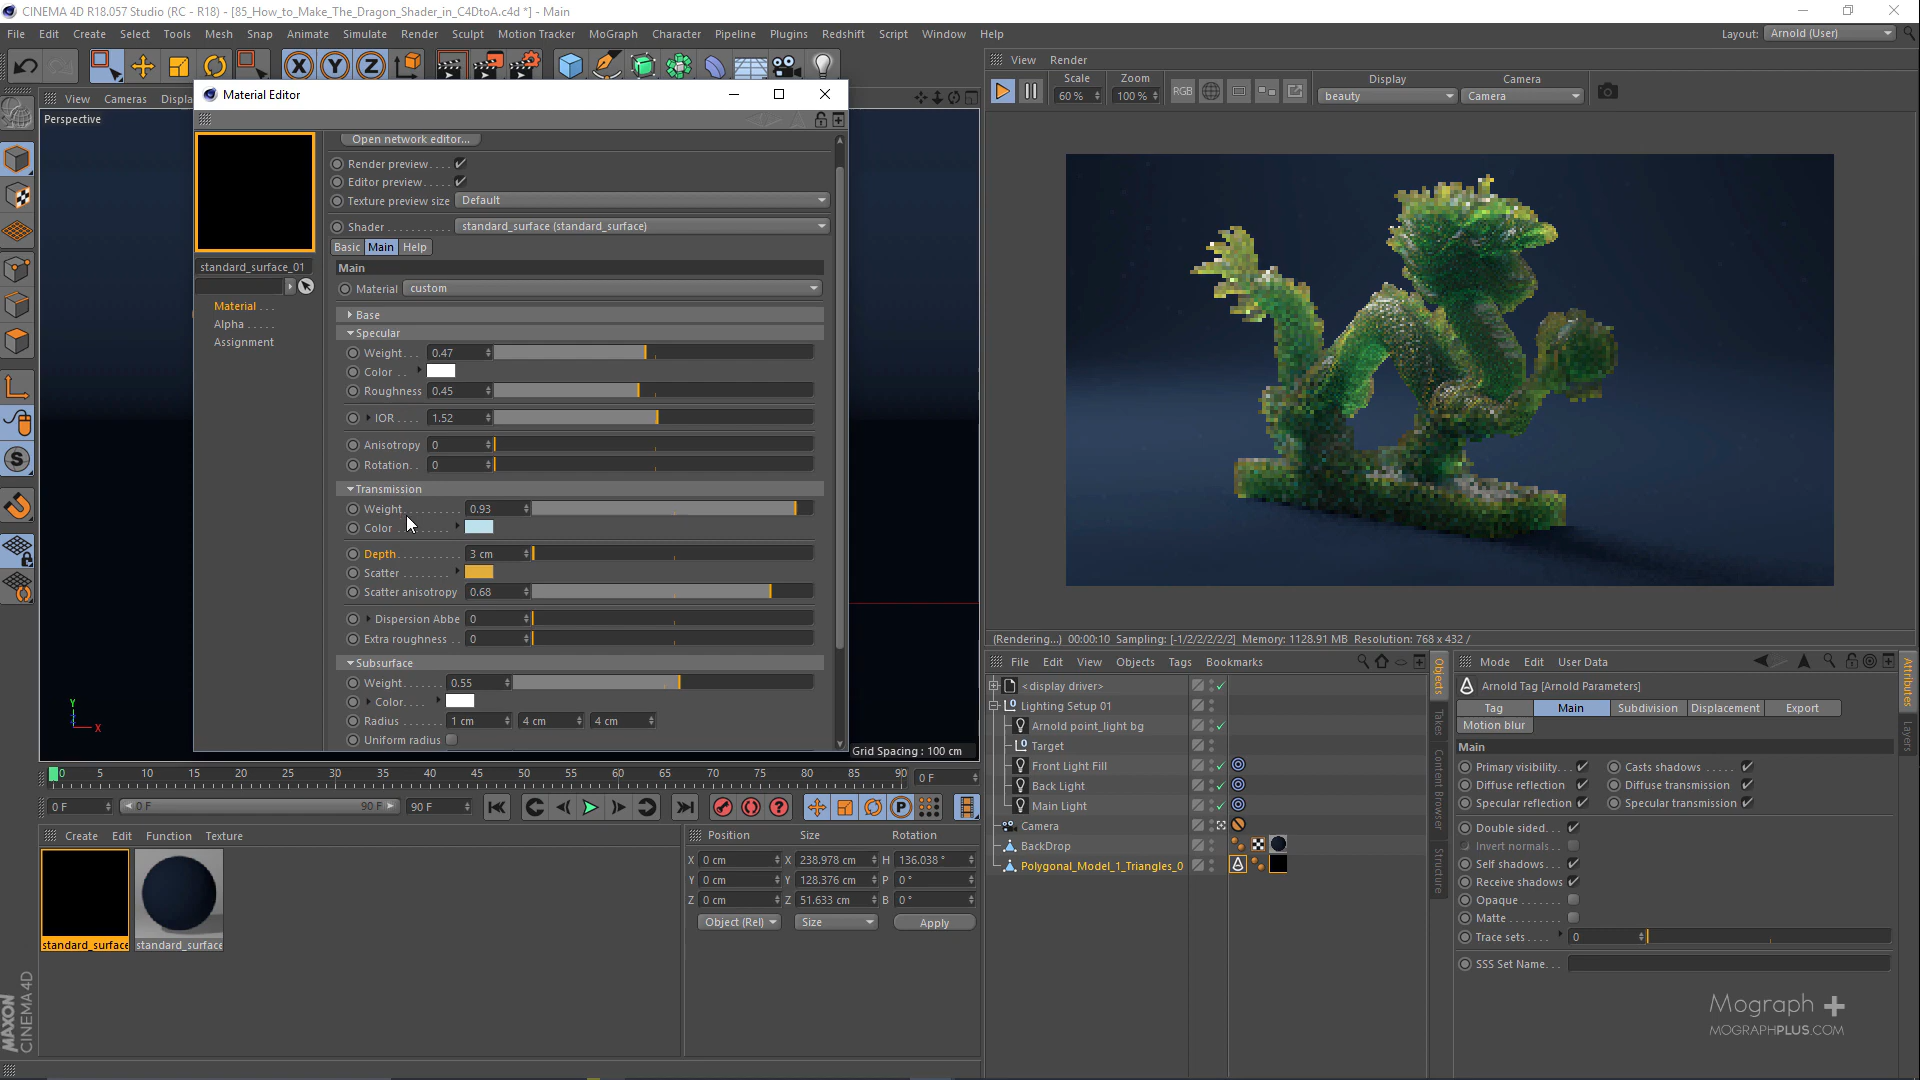 CINEMA 4D R18.057 Studio (RC - R18) - [85_How_to_Make_The_Dragon_Shader_in_C4DtoA.c4d *] - Main
File Edit Create Select Tools Mesh Snap Animate Simulate Render Sculpt Motion Tracker MoGraph Character Pipeline Plugins Redshift Script Window Help
Layout: Arnold (User)
View Cameras Displa
Perspective
Material Editor
Open network editor...
Render preview....
Editor preview.....
Texture preview size Default
Shader........... standard_surface (standard_surface)
Basic Main Help
standard_surface_01
Material...
Alpha.....
Assignment
Main
Material custom
Base
Specular
Weight... 0.47
Color..
Roughness 0.45
IOR.... 1.52
Anisotropy 0
Rotation.. 0
Transmission
Weight......... 0.93
Color.........
Depth.......... 3 cm
Scatter........
Scatter anisotropy 0.68
Dispersion Abbe 0
Extra roughness.. 0
Subsurface
Weight....... 0.55
Color....
Radius..... 1 cm 4 cm 4 cm
Uniform radius
Y
X
Grid Spacing : 100 cm
0 5 10 15 20 25 30 35 40 45 50 55 60 65 70 75 80 85 90 0 F
0 F 0 F 90 F 90 F
Create Edit Function Texture
standard_surface
standard_surface
MAXON
CINEMA 4D
Position Size Rotation
X 0 cm X 238.978 cm H 136.038 °
Y 0 cm Y 128.376 cm P 0 °
Z 0 cm Z 51.633 cm B 0 °
Object (Rel) Size Apply
View Render
Scale Zoom Display Camera
60 % 100 % RGB beauty Camera
(Rendering...) 00:00:10 Sampling: [-1/2/2/2/2/2] Memory: 1128.91 MB Resolution: 768 x 432 /
File Edit View Objects Tags Bookmarks
<display driver>
Lighting Setup 01
Arnold point_light bg
Target
Front Light Fill
Back Light
Main Light
Camera
BackDrop
Polygonal_Model_1_Triangles_0
Objects
Takes
Content Browser
Structure
Mode Edit User Data
Arnold Tag [Arnold Parameters]
Tag Main Subdivision Displacement Export
Motion blur
Main
Primary visibility.. Casts shadows.....
Diffuse reflection Diffuse transmission
Specular reflection Specular transmission
Double sided...
Invert normals..
Self shadows...
Receive shadows
Opaque.......
Matte.........
Trace sets.... 0
SSS Set Name...
Attributes
Layers
Mograph +
MOGRAPHPLUS.COM